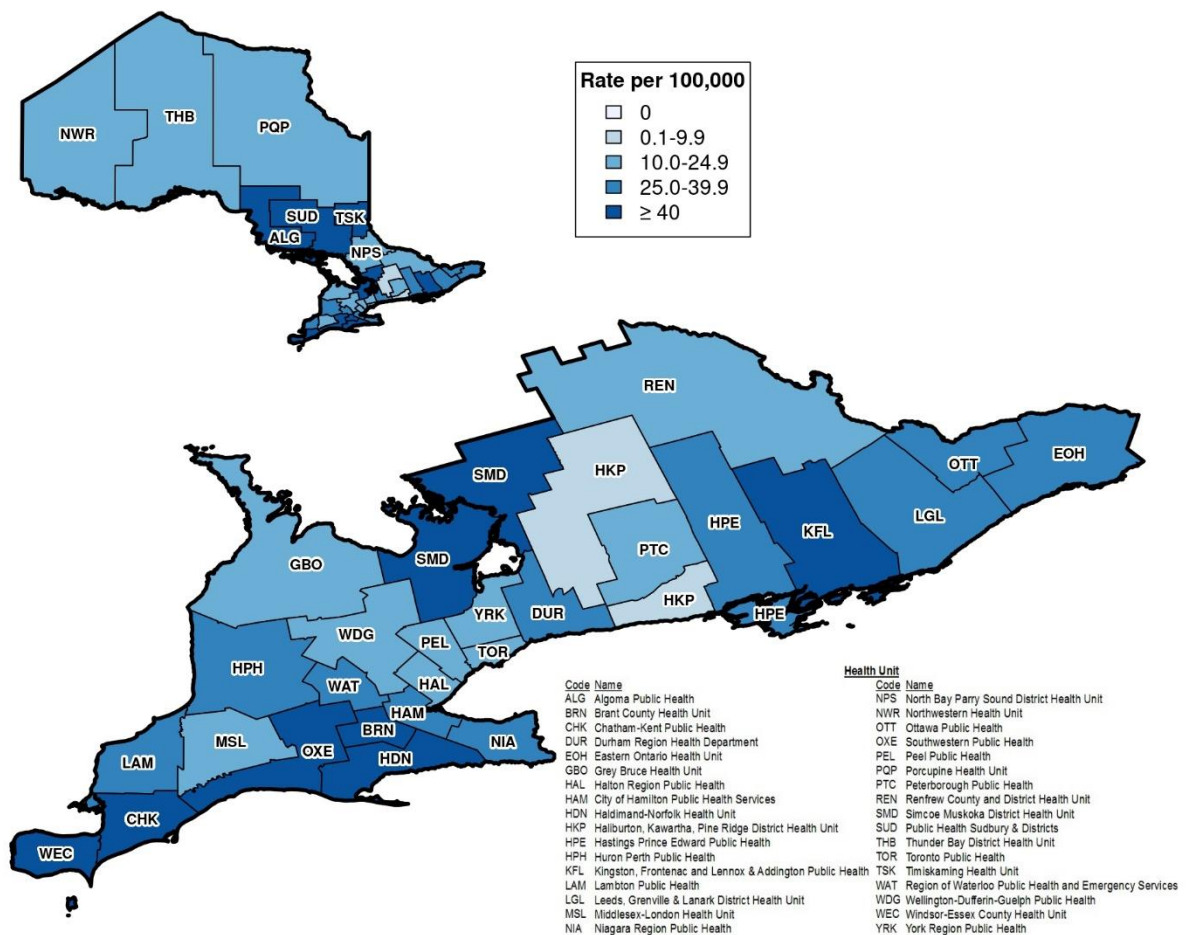 Rate per 100,000
0
0.1-9.9
10.0-24.9
25.0-39.9
≥ 40
NWR
THB
PQP
SUD
TSK
ALG
NPS
REN
SMD
HKP
OTT
EOH
HPE
KFL
LGL
SMD
PTC
GBO
HKP
YRK
DUR
HPE
WDG
PEL
TOR
HPH
WAT
HAL
HAM
BRN
MSL
OXE
NIA
LAM
HDN
CHK
WEC
Health Unit
Code Name
ALG Algoma Public Health
BRN Brant County Health Unit
CHK Chatham-Kent Public Health
DUR Durham Region Health Department
EOH Eastern Ontario Health Unit
GBO Grey Bruce Health Unit
HAL Halton Region Public Health
HAM City of Hamilton Public Health Services
HDN Haldimand-Norfolk Health Unit
HKP Haliburton, Kawartha, Pine Ridge District Health Unit
HPE Hastings Prince Edward Public Health
HPH Huron Perth Public Health
KFL Kingston, Frontenac and Lennox & Addington Public Health
LAM Lambton Public Health
LGL Leeds, Grenville & Lanark District Health Unit
MSL Middlesex-London Health Unit
NIA Niagara Region Public Health
Code Name
NPS North Bay Parry Sound District Health Unit
NWR Northwestern Health Unit
OTT Ottawa Public Health
OXE Southwestern Public Health
PEL Peel Public Health
PQP Porcupine Health Unit
PTC Peterborough Public Health
REN Renfrew County and District Health Unit
SMD Simcoe Muskoka District Health Unit
SUD Public Health Sudbury & Districts
THB Thunder Bay District Health Unit
TOR Toronto Public Health
TSK Timiskaming Health Unit
WAT Region of Waterloo Public Health and Emergency Services
WDG Wellington-Dufferin-Guelph Public Health
WEC Windsor-Essex County Health Unit
YRK York Region Public Health